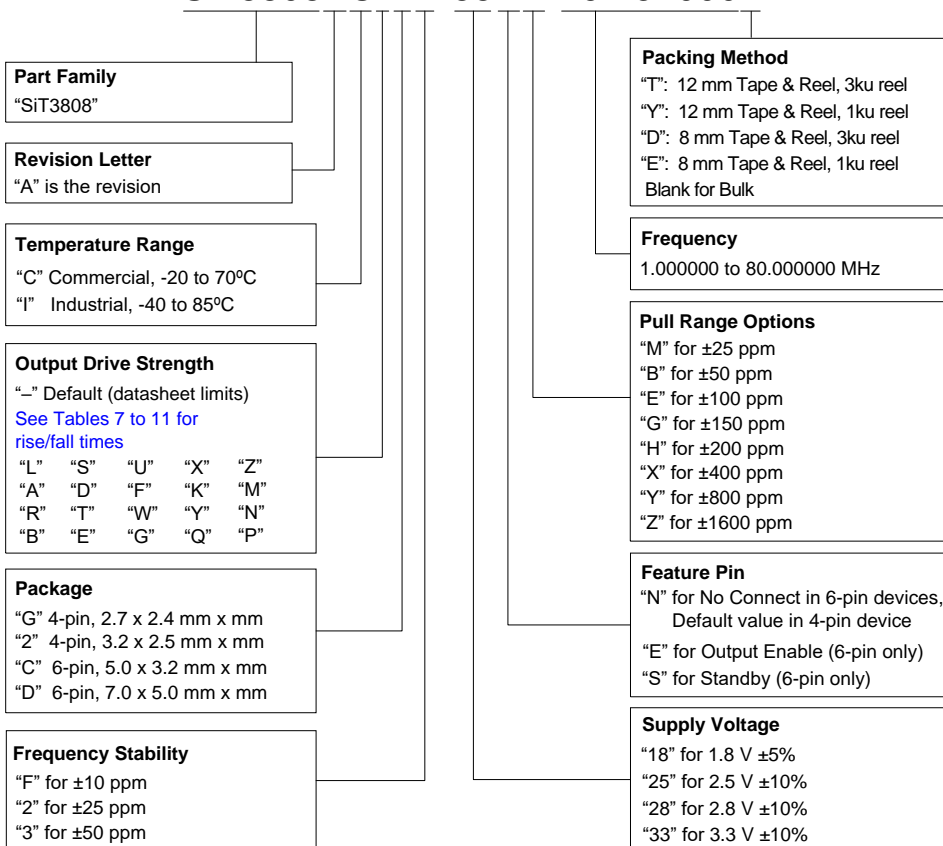 Part Family
“SiT3808”
Revision Letter
“A” is the revision
Temperature Range
“C” Commercial, -20 to 70ºC
“I” Industrial, -40 to 85ºC
Output Drive Strength
“–” Default (datasheet limits)
See Tables 7 to 11 for
rise/fall times
“L” “S” “U” “X” “Z”
“A” “D” “F” “K” “M”
“R” “T” “W” “Y” “N”
“B” “E” “G” “Q” “P”
Package
“G” 4-pin, 2.7 x 2.4 mm x mm
“2” 4-pin, 3.2 x 2.5 mm x mm
“C” 6-pin, 5.0 x 3.2 mm x mm
“D” 6-pin, 7.0 x 5.0 mm x mm
Frequency Stability
“F” for ±10 ppm
“2” for ±25 ppm
“3” for ±50 ppm
Packing Method
“T”: 12 mm Tape & Reel, 3ku reel
“Y”: 12 mm Tape & Reel, 1ku reel
“D”: 8 mm Tape & Reel, 3ku reel
“E”: 8 mm Tape & Reel, 1ku reel
Blank for Bulk
Frequency
1.000000 to 80.000000 MHz
Pull Range Options
“M” for ±25 ppm
“B” for ±50 ppm
“E” for ±100 ppm
“G” for ±150 ppm
“H” for ±200 ppm
“X” for ±400 ppm
“Y” for ±800 ppm
“Z” for ±1600 ppm
Feature Pin
“N” for No Connect in 6-pin devices,
Default value in 4-pin device
“E” for Output Enable (6-pin only)
“S” for Standby (6-pin only)
Supply Voltage
“18” for 1.8 V ±5%
“25” for 2.5 V ±10%
“28” for 2.8 V ±10%
“33” for 3.3 V ±10%